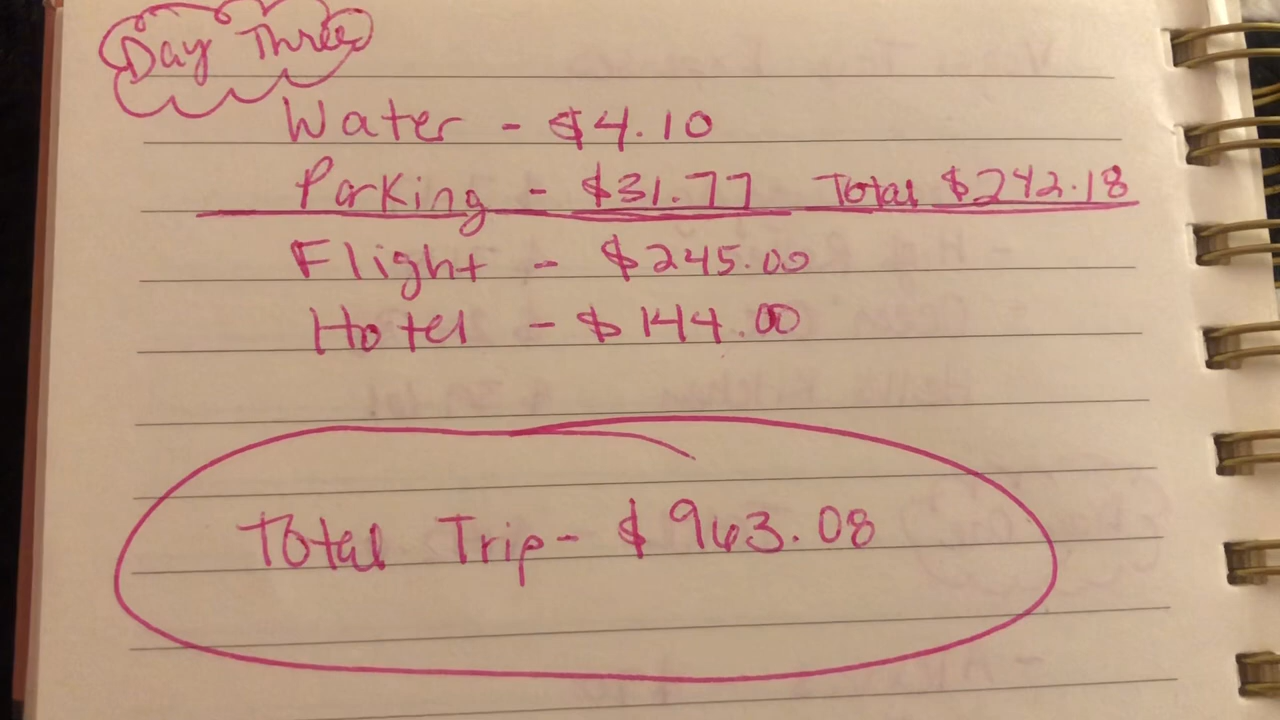 Day Three
Water - $4.10
Parking - $31.77 Total $242.18
Flight - $245.00
Hotel - $144.00
Total Trip - $963.08